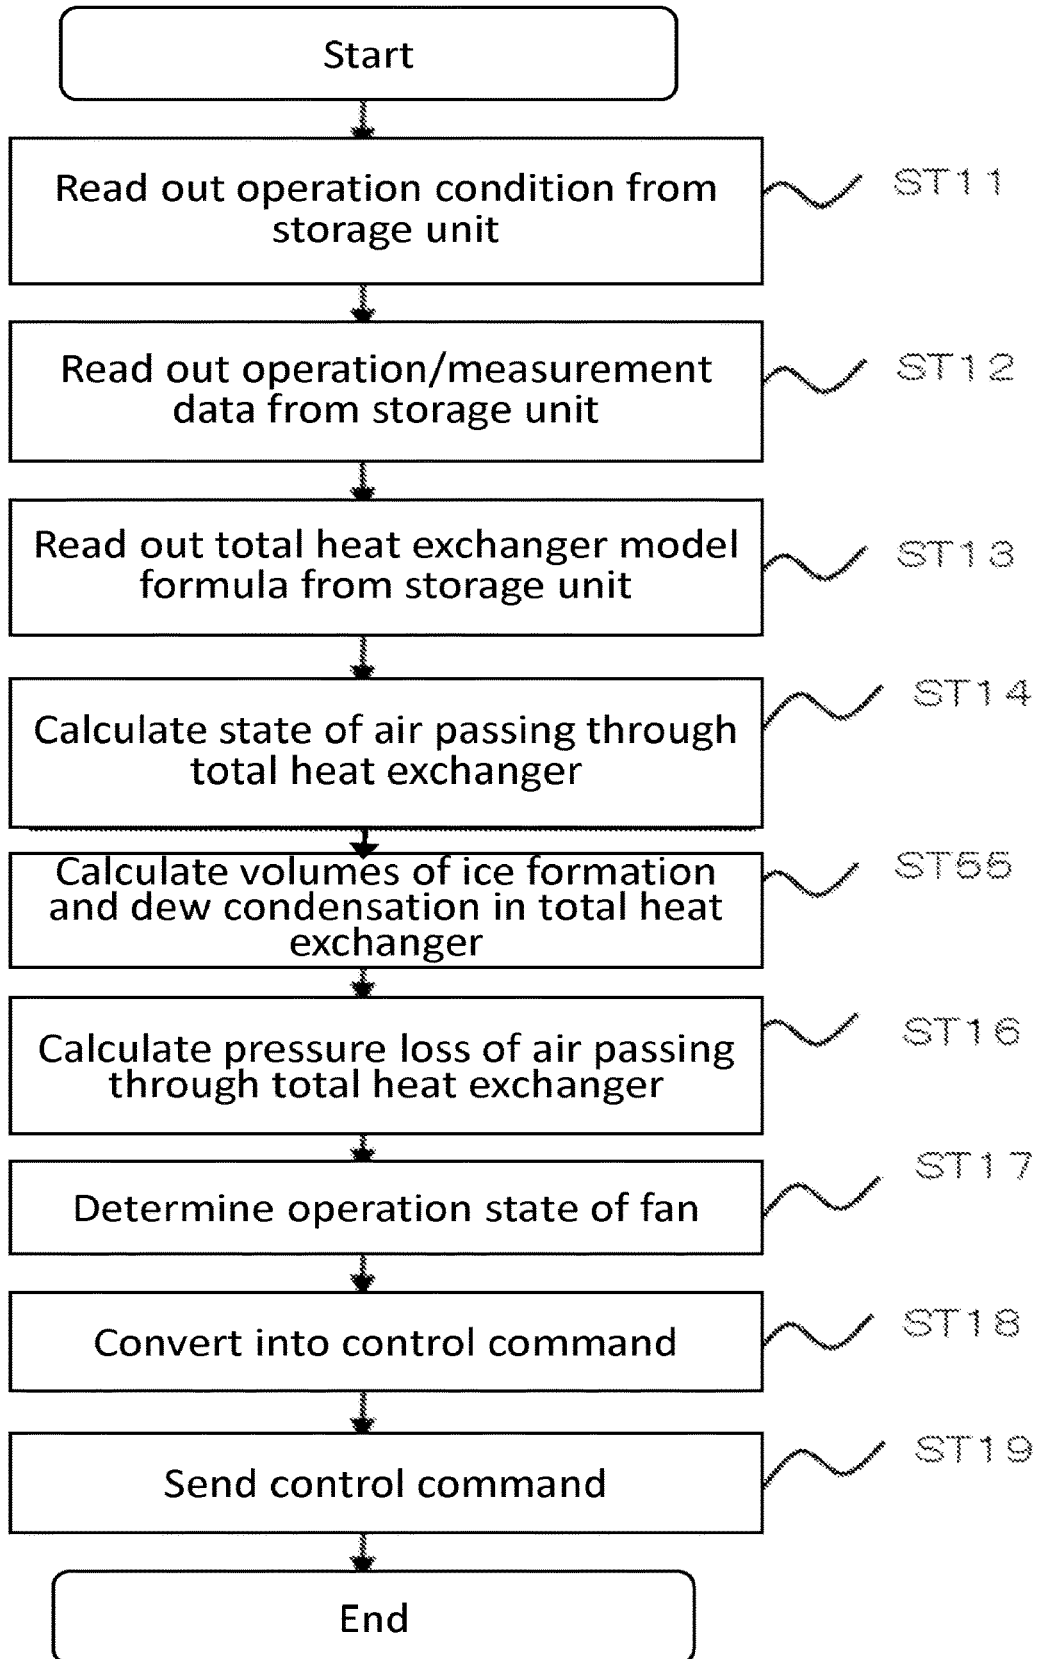 Start
Read out operation condition from
storage unit
ST11
Read out operation/measurement
data from storage unit
ST12
Read out total heat exchanger model
formula from storage unit
ST13
Calculate state of air passing through
total heat exchanger
ST14
Calculate volumes of ice formation
and dew condensation in total heat
exchanger
ST55
Calculate pressure loss of air passing
through total heat exchanger
ST16
Determine operation state of fan
ST17
Convert into control command
ST18
Send control command
ST19
End